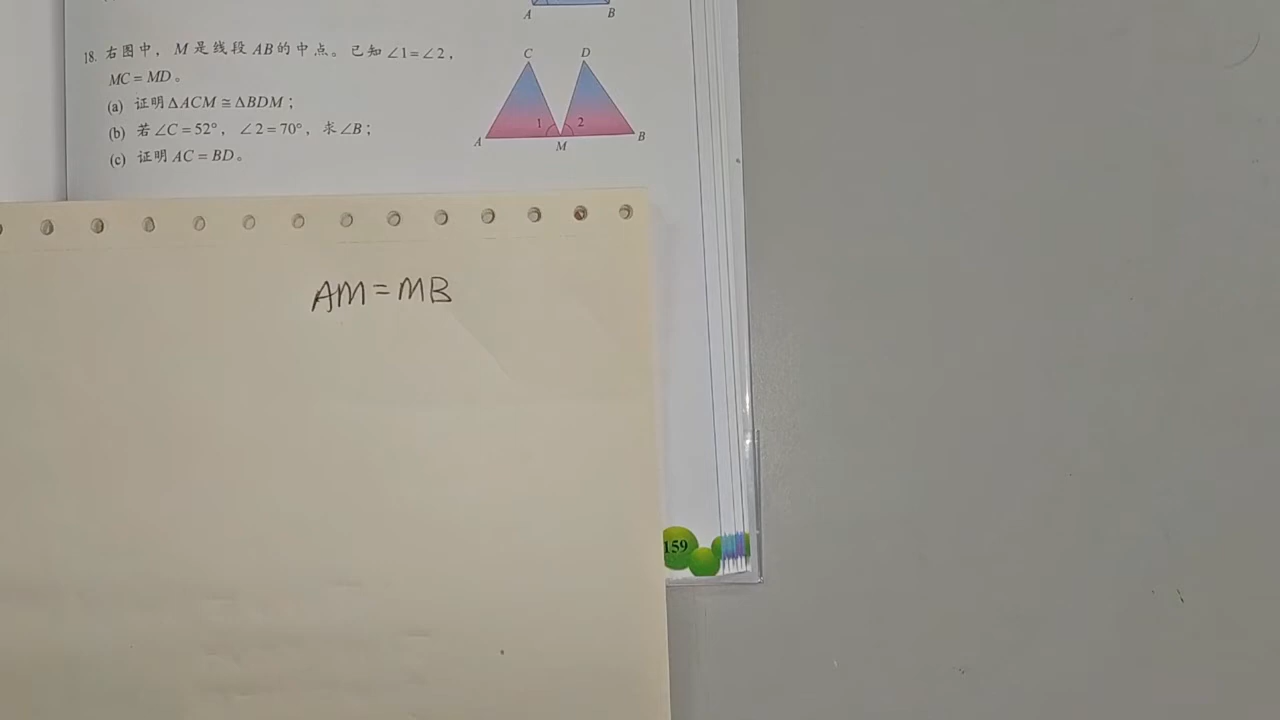 A B
18. 右图中，M 是线段 AB 的中点。已知 ∠1 = ∠2，
MC = MD。
(a) 证明 ΔACM ≅ ΔBDM；
(b) 若 ∠C = 52°，∠2 = 70°，求 ∠B；
(c) 证明 AC = BD。
C D
1 2
A M B
AM = MB
159